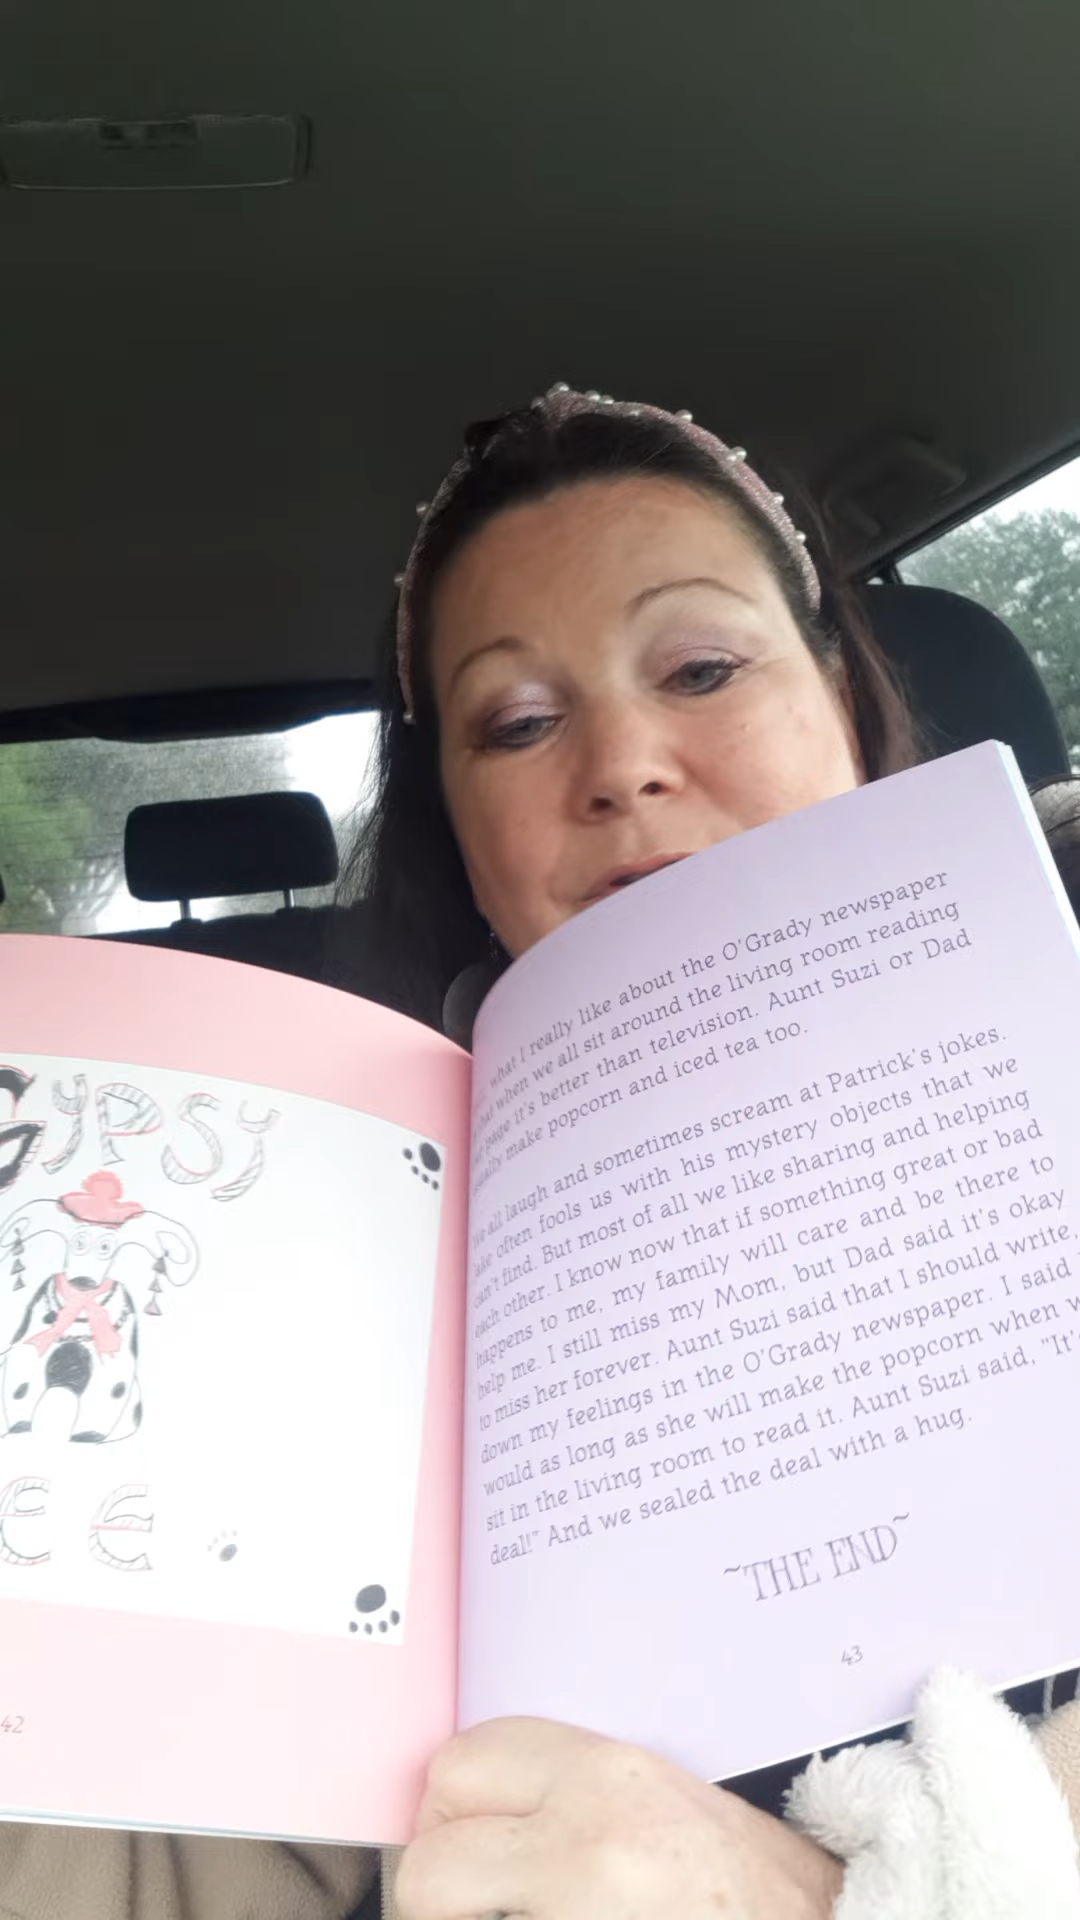 GYPSY
EE
42
what I really like about the O'Grady newspaper
when we all sit around the living room reading
page it's better than television. Aunt Suzi or Dad
make popcorn and iced tea too.
We all laugh and sometimes scream at Patrick's jokes.
often fools us with his mystery objects that we
can't find. But most of all we like sharing and helping
each other. I know now that if something great or bad
happens to me, my family will care and be there to
help me. I still miss my Mom, but Dad said it's okay
to miss her forever. Aunt Suzi said that I should write,
down my feelings in the O'Grady newspaper. I said
would as long as she will make the popcorn when
sit in the living room to read it. Aunt Suzi said, "It'
deal!" And we sealed the deal with a hug.
~THE END~
43